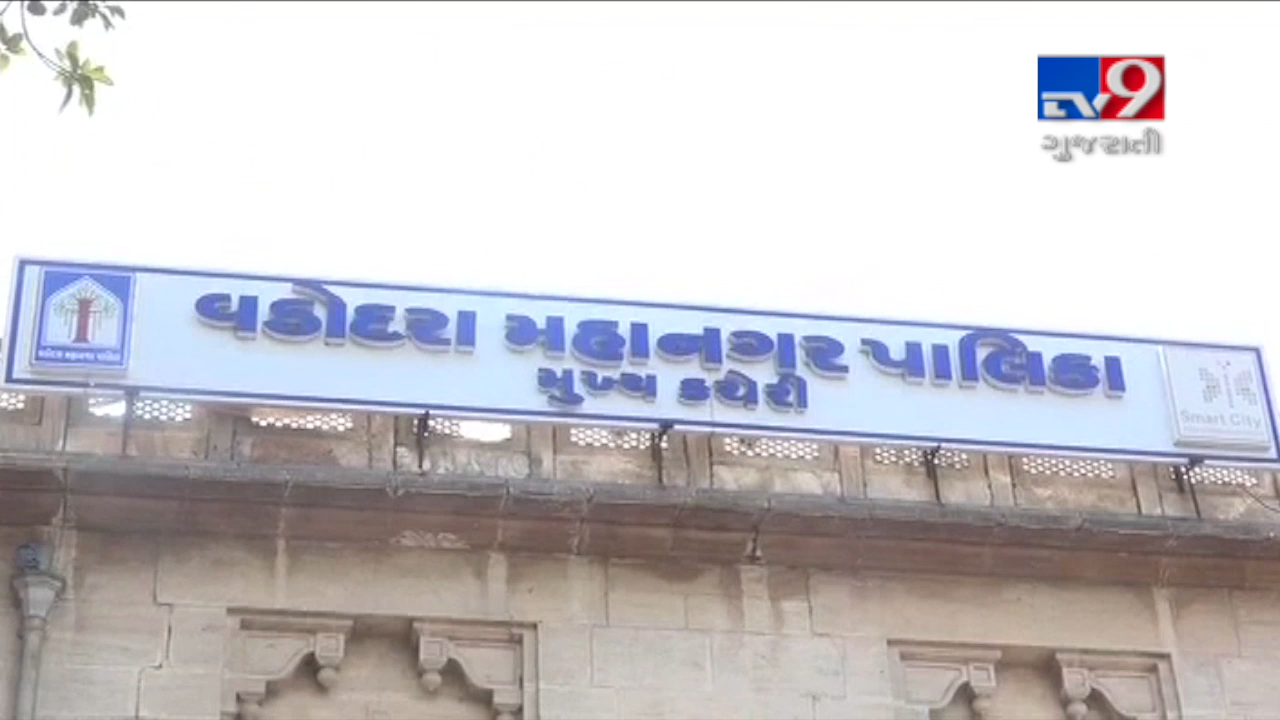 TV9
ગુજરાતી
વડોદરા મહાનગર પાલિકા
મુખ્ય કચેરી
Smart City